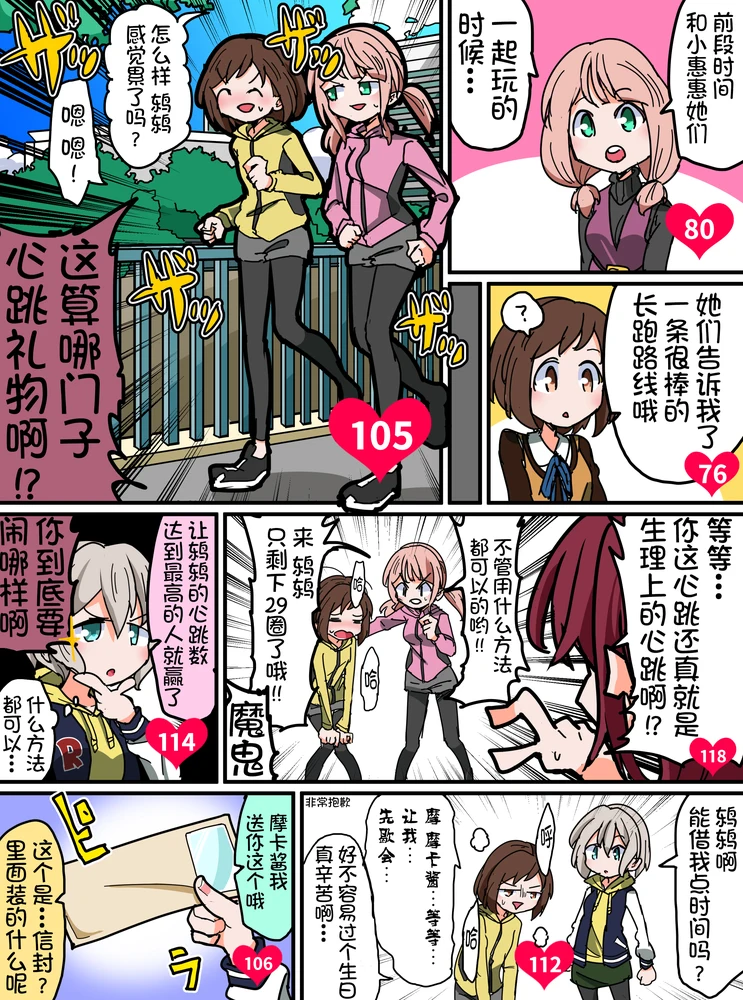 前段时间
和小惠惠她们
一起玩的
时候…
80
她们告诉我了
一条很棒的
长跑路线哦
?
76
怎么样 鸫鸫
感觉累了吗?
嗯嗯!
ザッ
ザッ
ザッ
ザッ
这算哪门子
心跳礼物啊!?
105
等等…
你这心跳还真就是
生理上的心跳啊!?
118
不管用什么方法
都可以的哟!!
来 鸫鸫
只剩下29圈了哦!!
哈
哈
魔鬼
让鸫鸫的心跳数
达到最高的人就赢了
你到底要
闹哪样啊
什么方法
都可以…
R
114
鸫鸫啊
能借我点时间吗?
呼
哈
摩 摩卡酱…等等…
让我…
先歇会…
非常抱歉
好不容易过个生日
真辛苦啊…
112
摩卡酱我
送你这个哦
ピラッ
这个是…信封?
里面装的什么呢
106